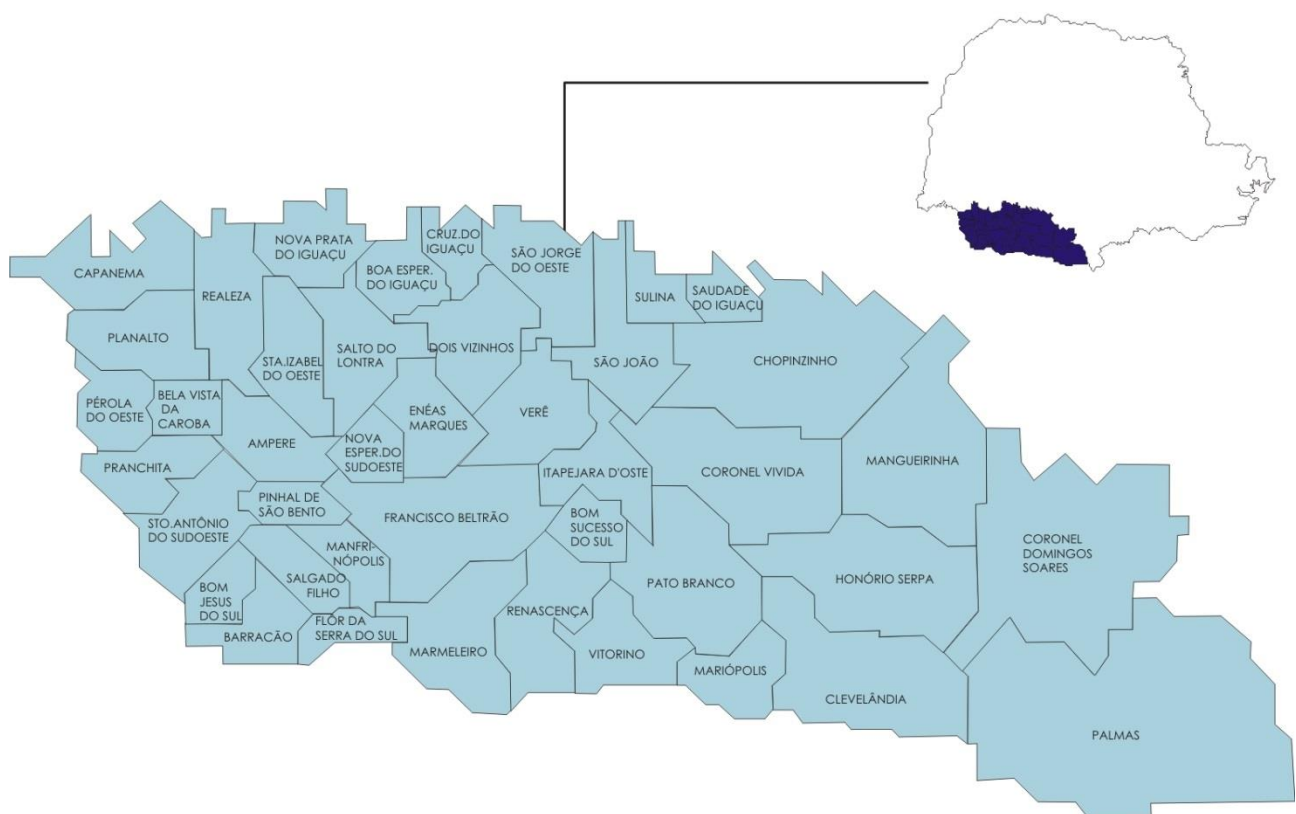 CAPANEMA
NOVA PRATA
DO IGUAÇU
CRUZ.DO
IGUAÇU
BOA ESPER.
DO IGUAÇU
SÃO JORGE
DO OESTE
REALEZA
SULINA
SAUDADE
DO IGUAÇU
PLANALTO
STA.IZABEL
DO OESTE
SALTO DO
LONTRA
DOIS VIZINHOS
SÃO JOÃO
CHOPINZINHO
PÉROLA
DO OESTE
BELA VISTA
DA
CAROBA
AMPERE
NOVA
ESPER.DO
SUDOESTE
ENÉAS
MARQUES
VERÊ
PRANCHITA
ITAPEJARA D'OSTE
CORONEL VIVIDA
MANGUEIRINHA
STO.ANTÔNIO
DO SUDOESTE
PINHAL DE
SÃO BENTO
FRANCISCO BELTRÃO
BOM
SUCESSO
DO SUL
CORONEL
DOMINGOS
SOARES
MANFRI-
NÓPOLIS
SALGADO
FILHO
PATO BRANCO
HONÓRIO SERPA
BOM
JESUS
DO SUL
RENASCENÇA
BARRACÃO
FLÔR DA
SERRA DO SUL
MARMELEIRO
VITORINO
MARIÓPOLIS
CLEVELÂNDIA
PALMAS